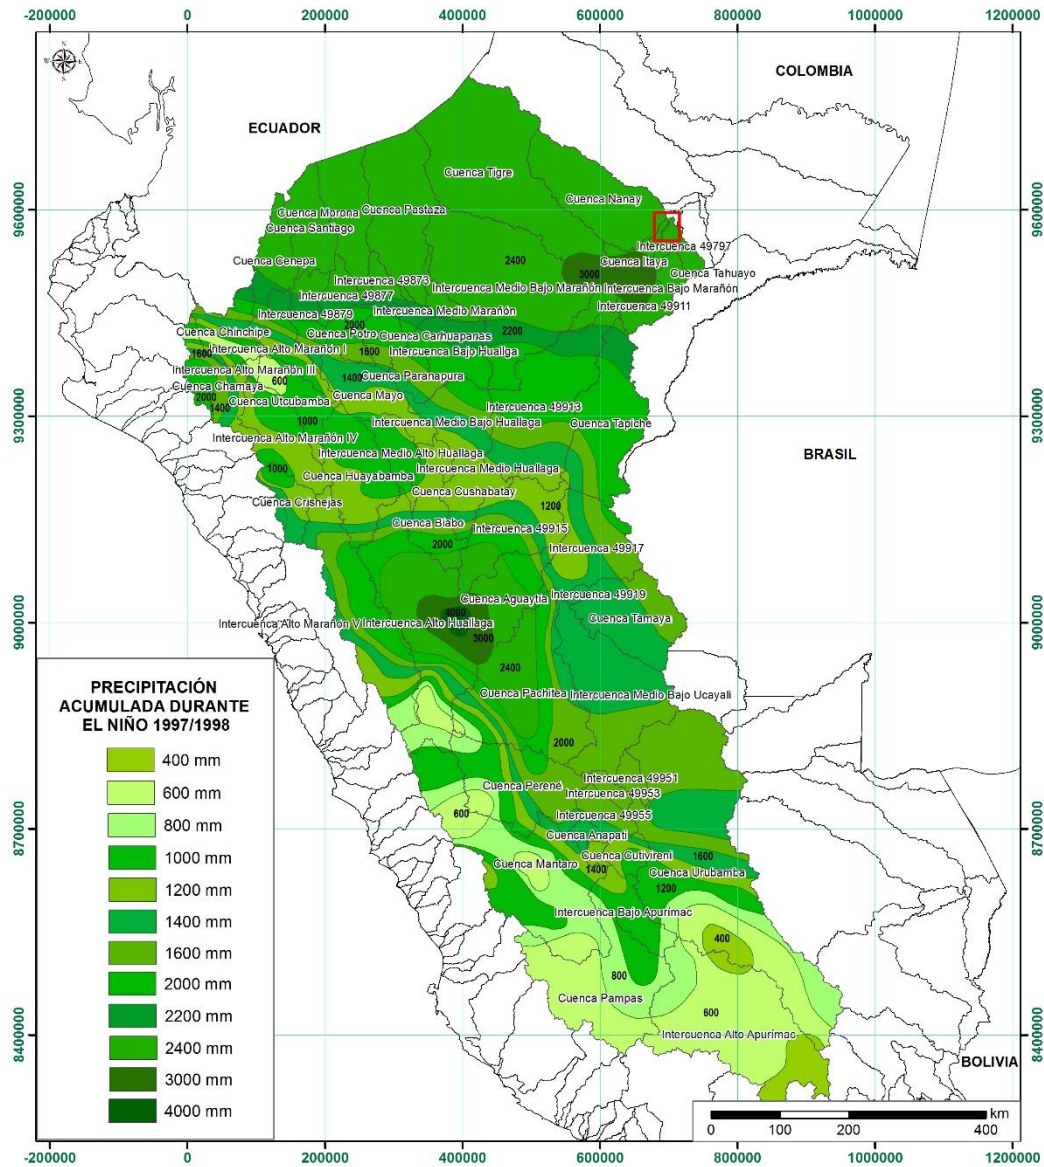 -200000 0 200000 400000 600000 800000 1000000 1200000
N
W E
S
COLOMBIA
ECUADOR
Cuenca Tigre
Cuenca Nanay
9600000 9600000
Cuenca Morona Cuenca Pastaza
Cuenca Santiago
Intercuenca 49797
Cuenca Cenepa 2400 Cuenca Itaya
3000 Cuenca Tahuayo
Intercuenca 49873
Intercuenca Medio Bajo Marañón Intercuenca Bajo Marañón
Intercuenca 49877
Intercuenca 49911
Intercuenca Medio Marañón
Intercuenca 49879
2000
2200
Cuenca Chinchipe Cuenca Potro Cuenca Carhuapanas
1600 Intercuenca Alto Marañón I 1600 Intercuenca Bajo Huallga
Intercuenca Alto Marañón III
600 1400 Cuenca Paranapura
Cuenca Chamaya
2000 Cuenca Utcubamba Cuenca Mayo
1400
Intercuenca 49913
9300000 9300000
1000 Intercuenca Medio Bajo Huallaga Cuenca Tapiche
Intercuenca Alto Marañón IV
Intercuenca Medio Alto Huallaga
BRASIL
1000 Intercuenca Medio Huallaga
Cuenca Huayabamba
Cuenca Cushabatay
Cuenca Crisnejas
1200
Cuenca Biabo
Intercuenca 49915
2000
Intercuenca 49917
Cuenca Aguaytia Intercuenca 49919
4000
Cuenca Tamaya
Intercuenca Alto Marañón V Intercuenca Alto Huallaga
9000000 9000000
3000
2400
Cuenca Pachitea Intercuenca Medio Bajo Ucayali
2000
Intercuenca 49951
Cuenca Perené
Intercuenca 49953
600
Intercuenca 49955
8700000 8700000
Cuenca Anapati
Cuenca Cutivireni 1600
Cuenca Mantaro
1400 Cuenca Urubamba
1200
Intercuenca Bajo Apurímac
400
800
Cuenca Pampas
600
Intercuenca Alto Apurímac
8400000 8400000
BOLIVIA
PRECIPITACIÓN
ACUMULADA DURANTE
EL NIÑO 1997/1998
400 mm
600 mm
800 mm
1000 mm
1200 mm
1400 mm
1600 mm
2000 mm
2200 mm
2400 mm
3000 mm
4000 mm
km
0 100 200 400
-200000 0 200000 400000 600000 800000 1000000 1200000